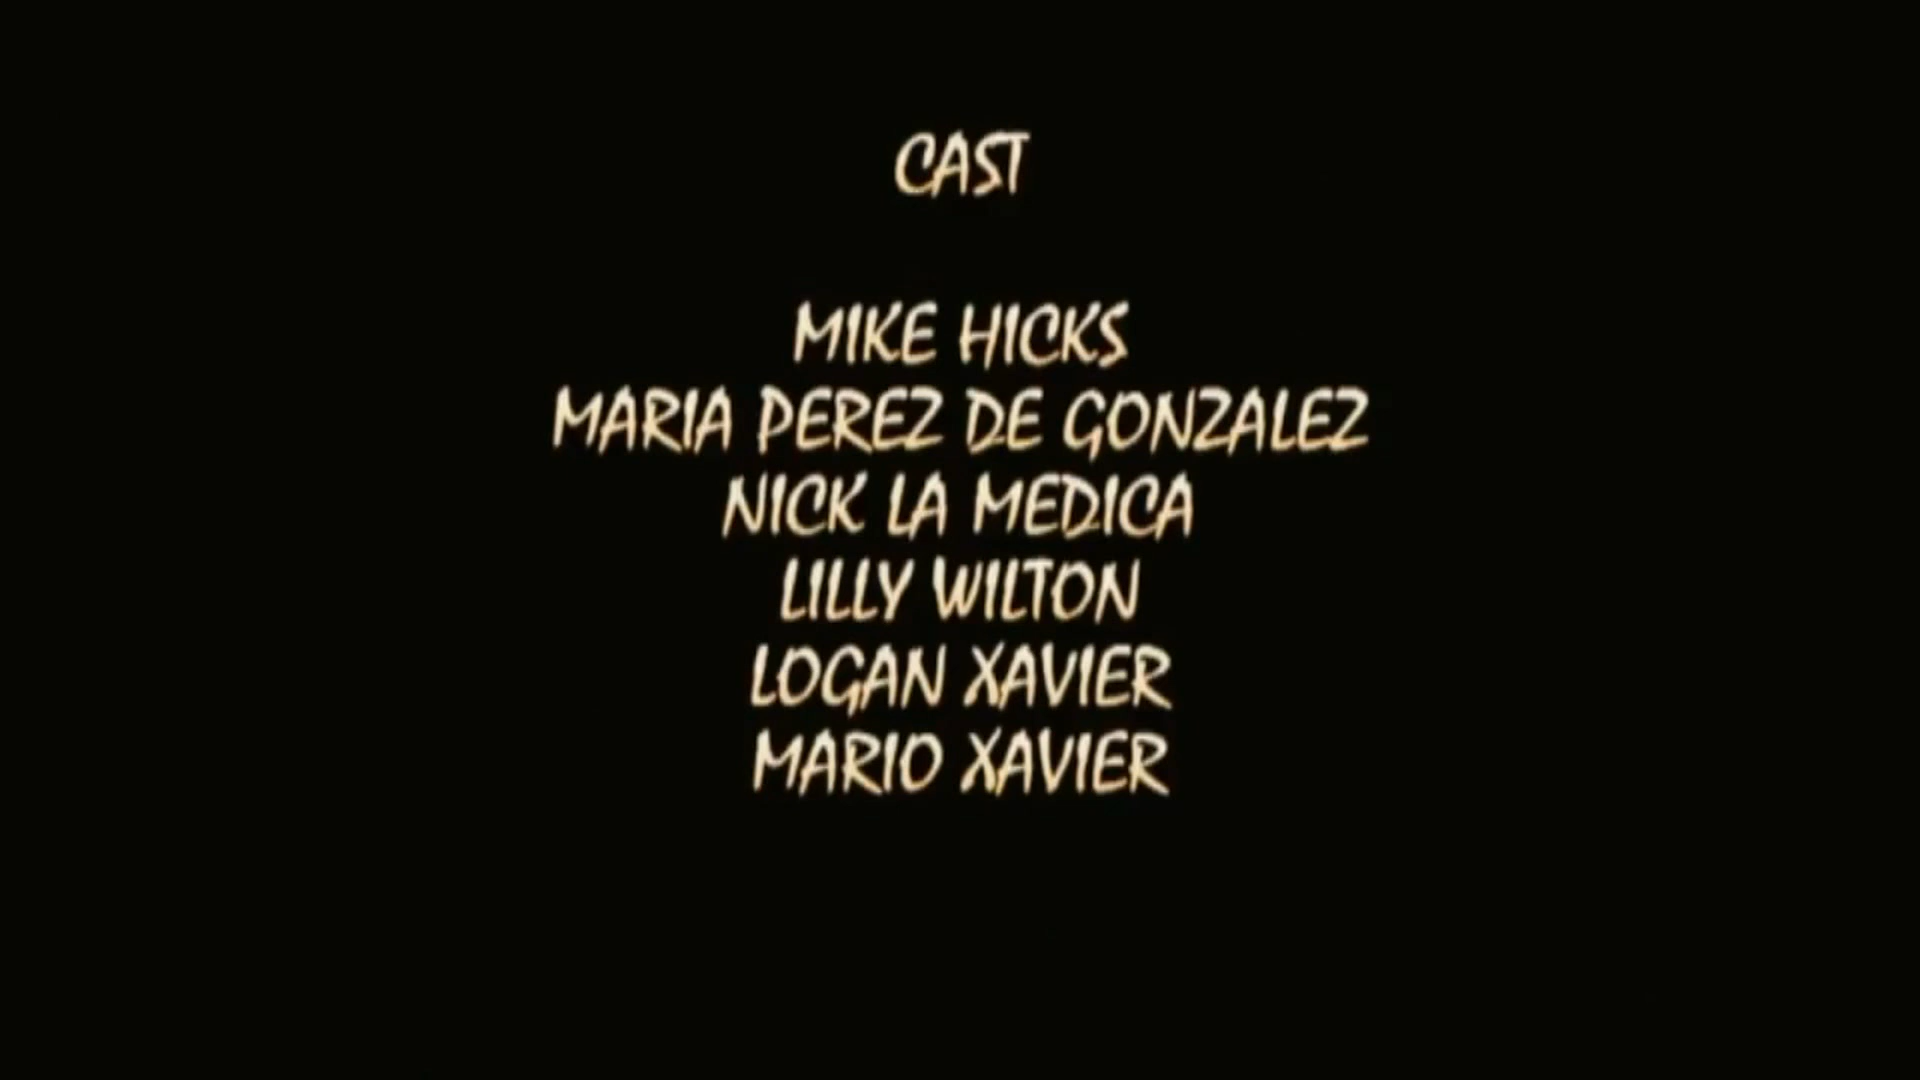 CAST
MIKE HICKS
MARIA PEREZ DE GONZALEZ
NICK LA MEDICA
LILLY WILTON
LOGAN XAVIER
MARIO XAVIER